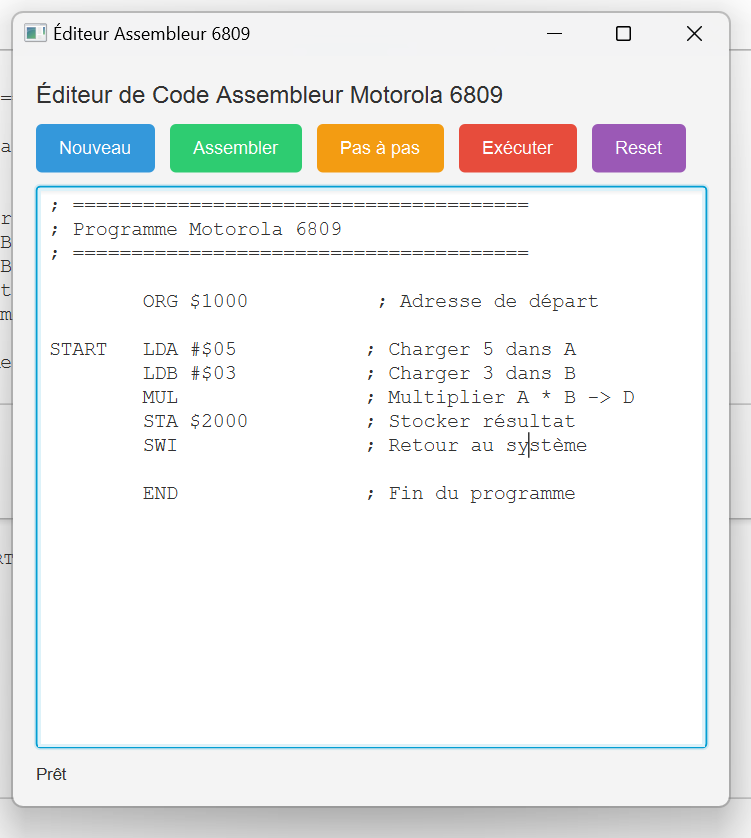 Éditeur Assembleur 6809
Éditeur de Code Assembleur Motorola 6809
Nouveau Assembler Pas à pas Exécuter Reset
; =======================================
; Programme Motorola 6809
; =======================================
ORG $1000 ; Adresse de départ
START LDA #$05 ; Charger 5 dans A
LDB #$03 ; Charger 3 dans B
MUL ; Multiplier A * B -> D
STA $2000 ; Stocker résultat
SWI ; Retour au système
END ; Fin du programme
Prêt